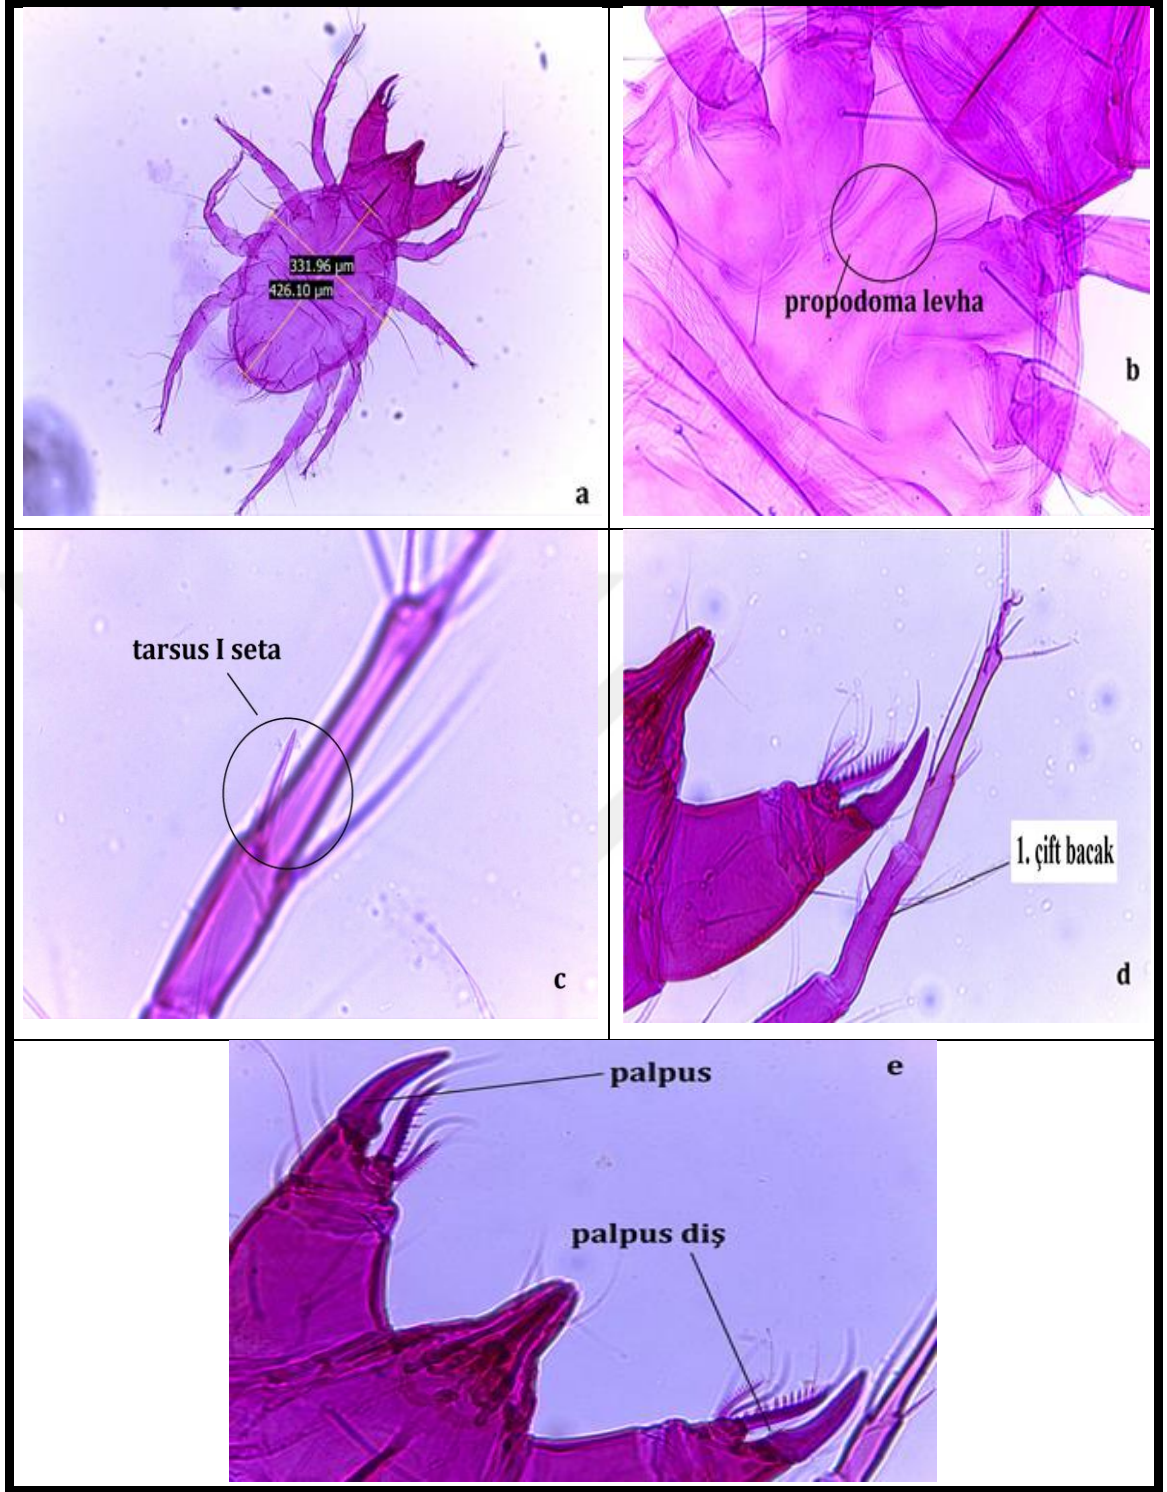 331.96 µm
426.10 µm
a
propodoma levha
b
tarsus I seta
c
1. çift bacak
d
palpus
e
palpus diş